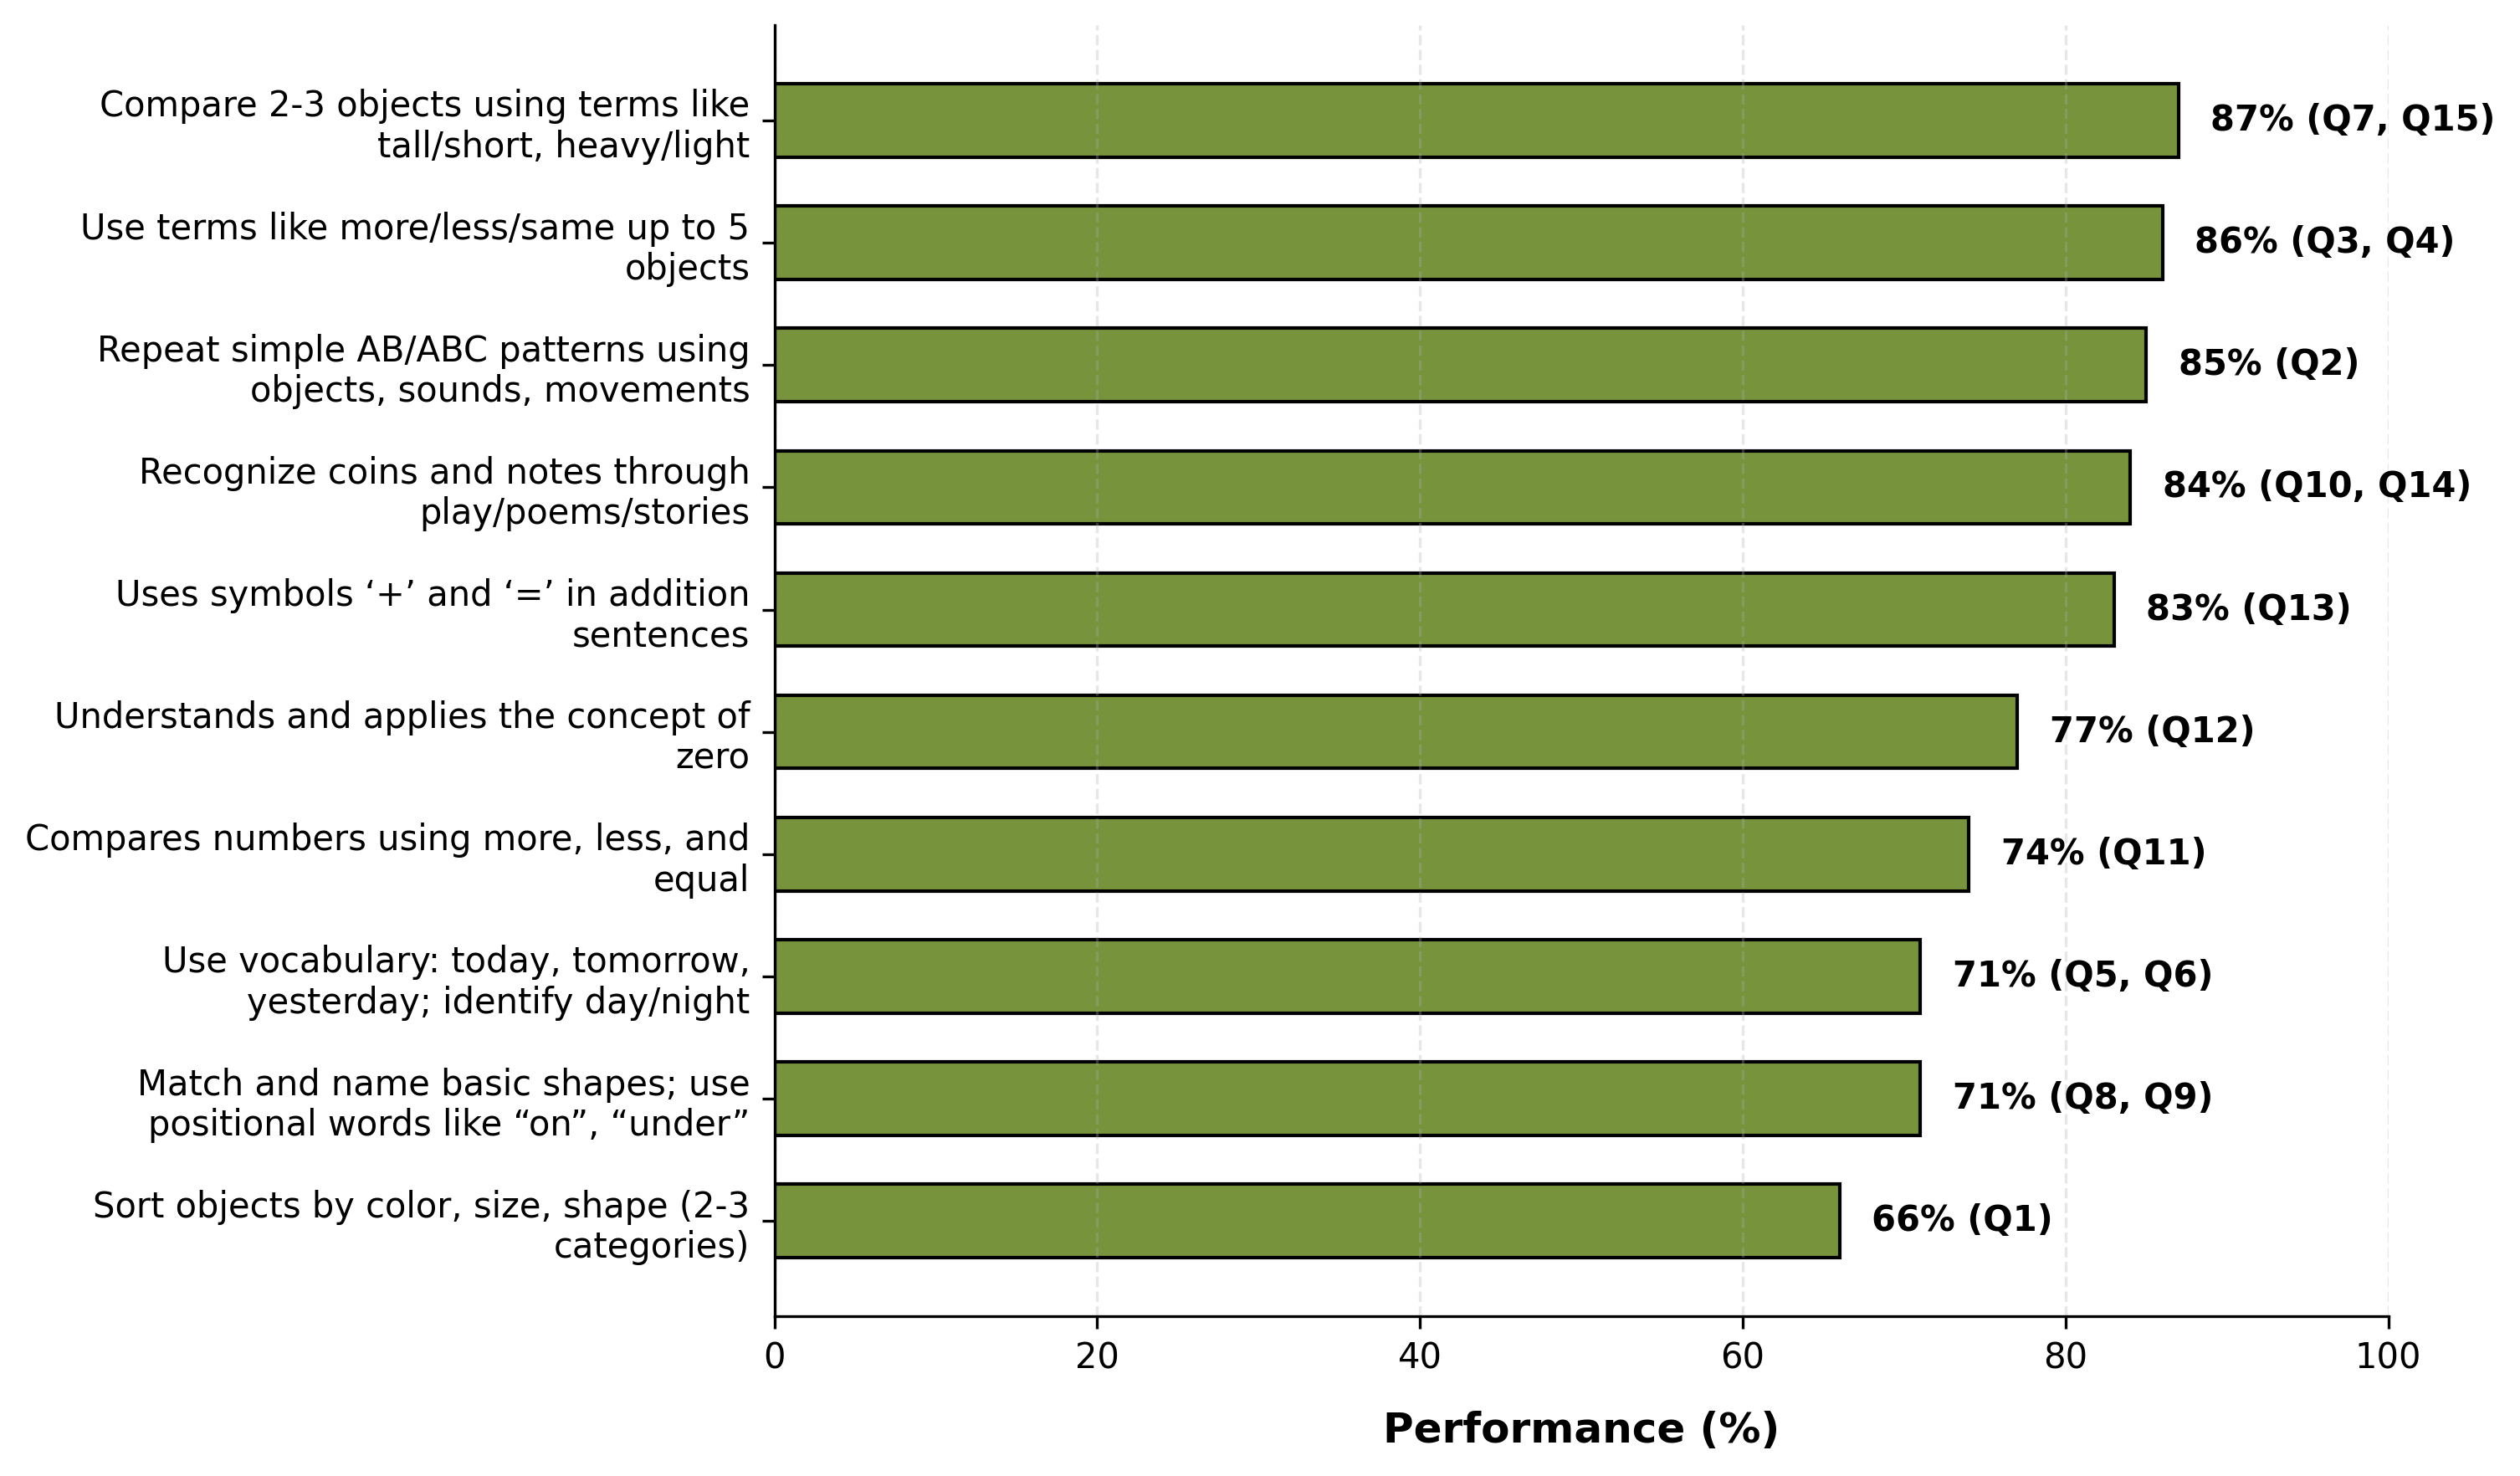 Compare 2-3 objects using terms like
tall/short, heavy/light
87% (Q7, Q15)
Use terms like more/less/same up to 5
objects
86% (Q3, Q4)
Repeat simple AB/ABC patterns using
objects, sounds, movements
85% (Q2)
Recognize coins and notes through
play/poems/stories
84% (Q10, Q14)
Uses symbols ‘+’ and ‘=’ in addition
sentences
83% (Q13)
Understands and applies the concept of
zero
77% (Q12)
Compares numbers using more, less, and
equal
74% (Q11)
Use vocabulary: today, tomorrow,
yesterday; identify day/night
71% (Q5, Q6)
Match and name basic shapes; use
positional words like “on”, “under”
71% (Q8, Q9)
Sort objects by color, size, shape (2-3
categories)
66% (Q1)
0 20 40 60 80 100
Performance (%)